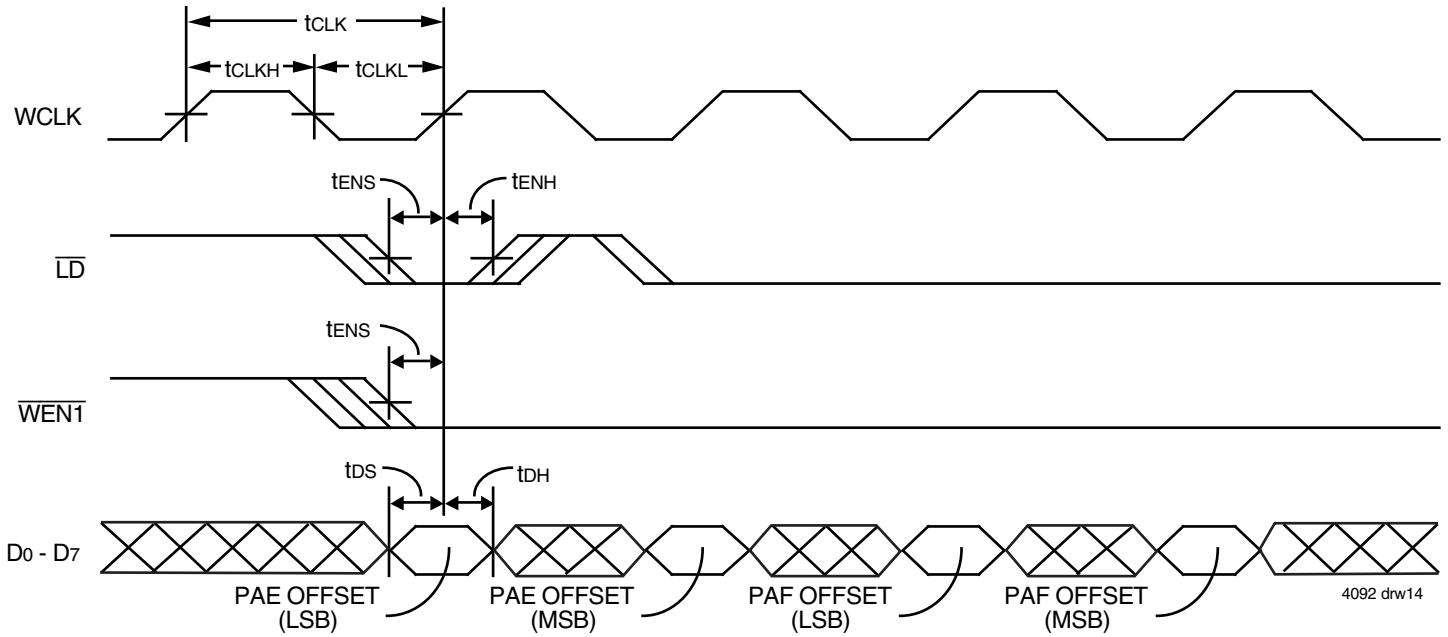 tCLK
tCLKH
tCLKL
WCLK
tENS
tENH
LD
tENS
WEN1
tDS
tDH
D0 - D7
PAE OFFSET
(LSB)
PAE OFFSET
(MSB)
PAF OFFSET
(LSB)
PAF OFFSET
(MSB)
4092 drw14